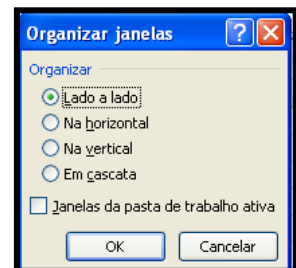 Organizar janelas
Organizar
Lado a lado
Na horizontal
Na vertical
Em cascata
Janelas da pasta de trabalho ativa
OK Cancelar